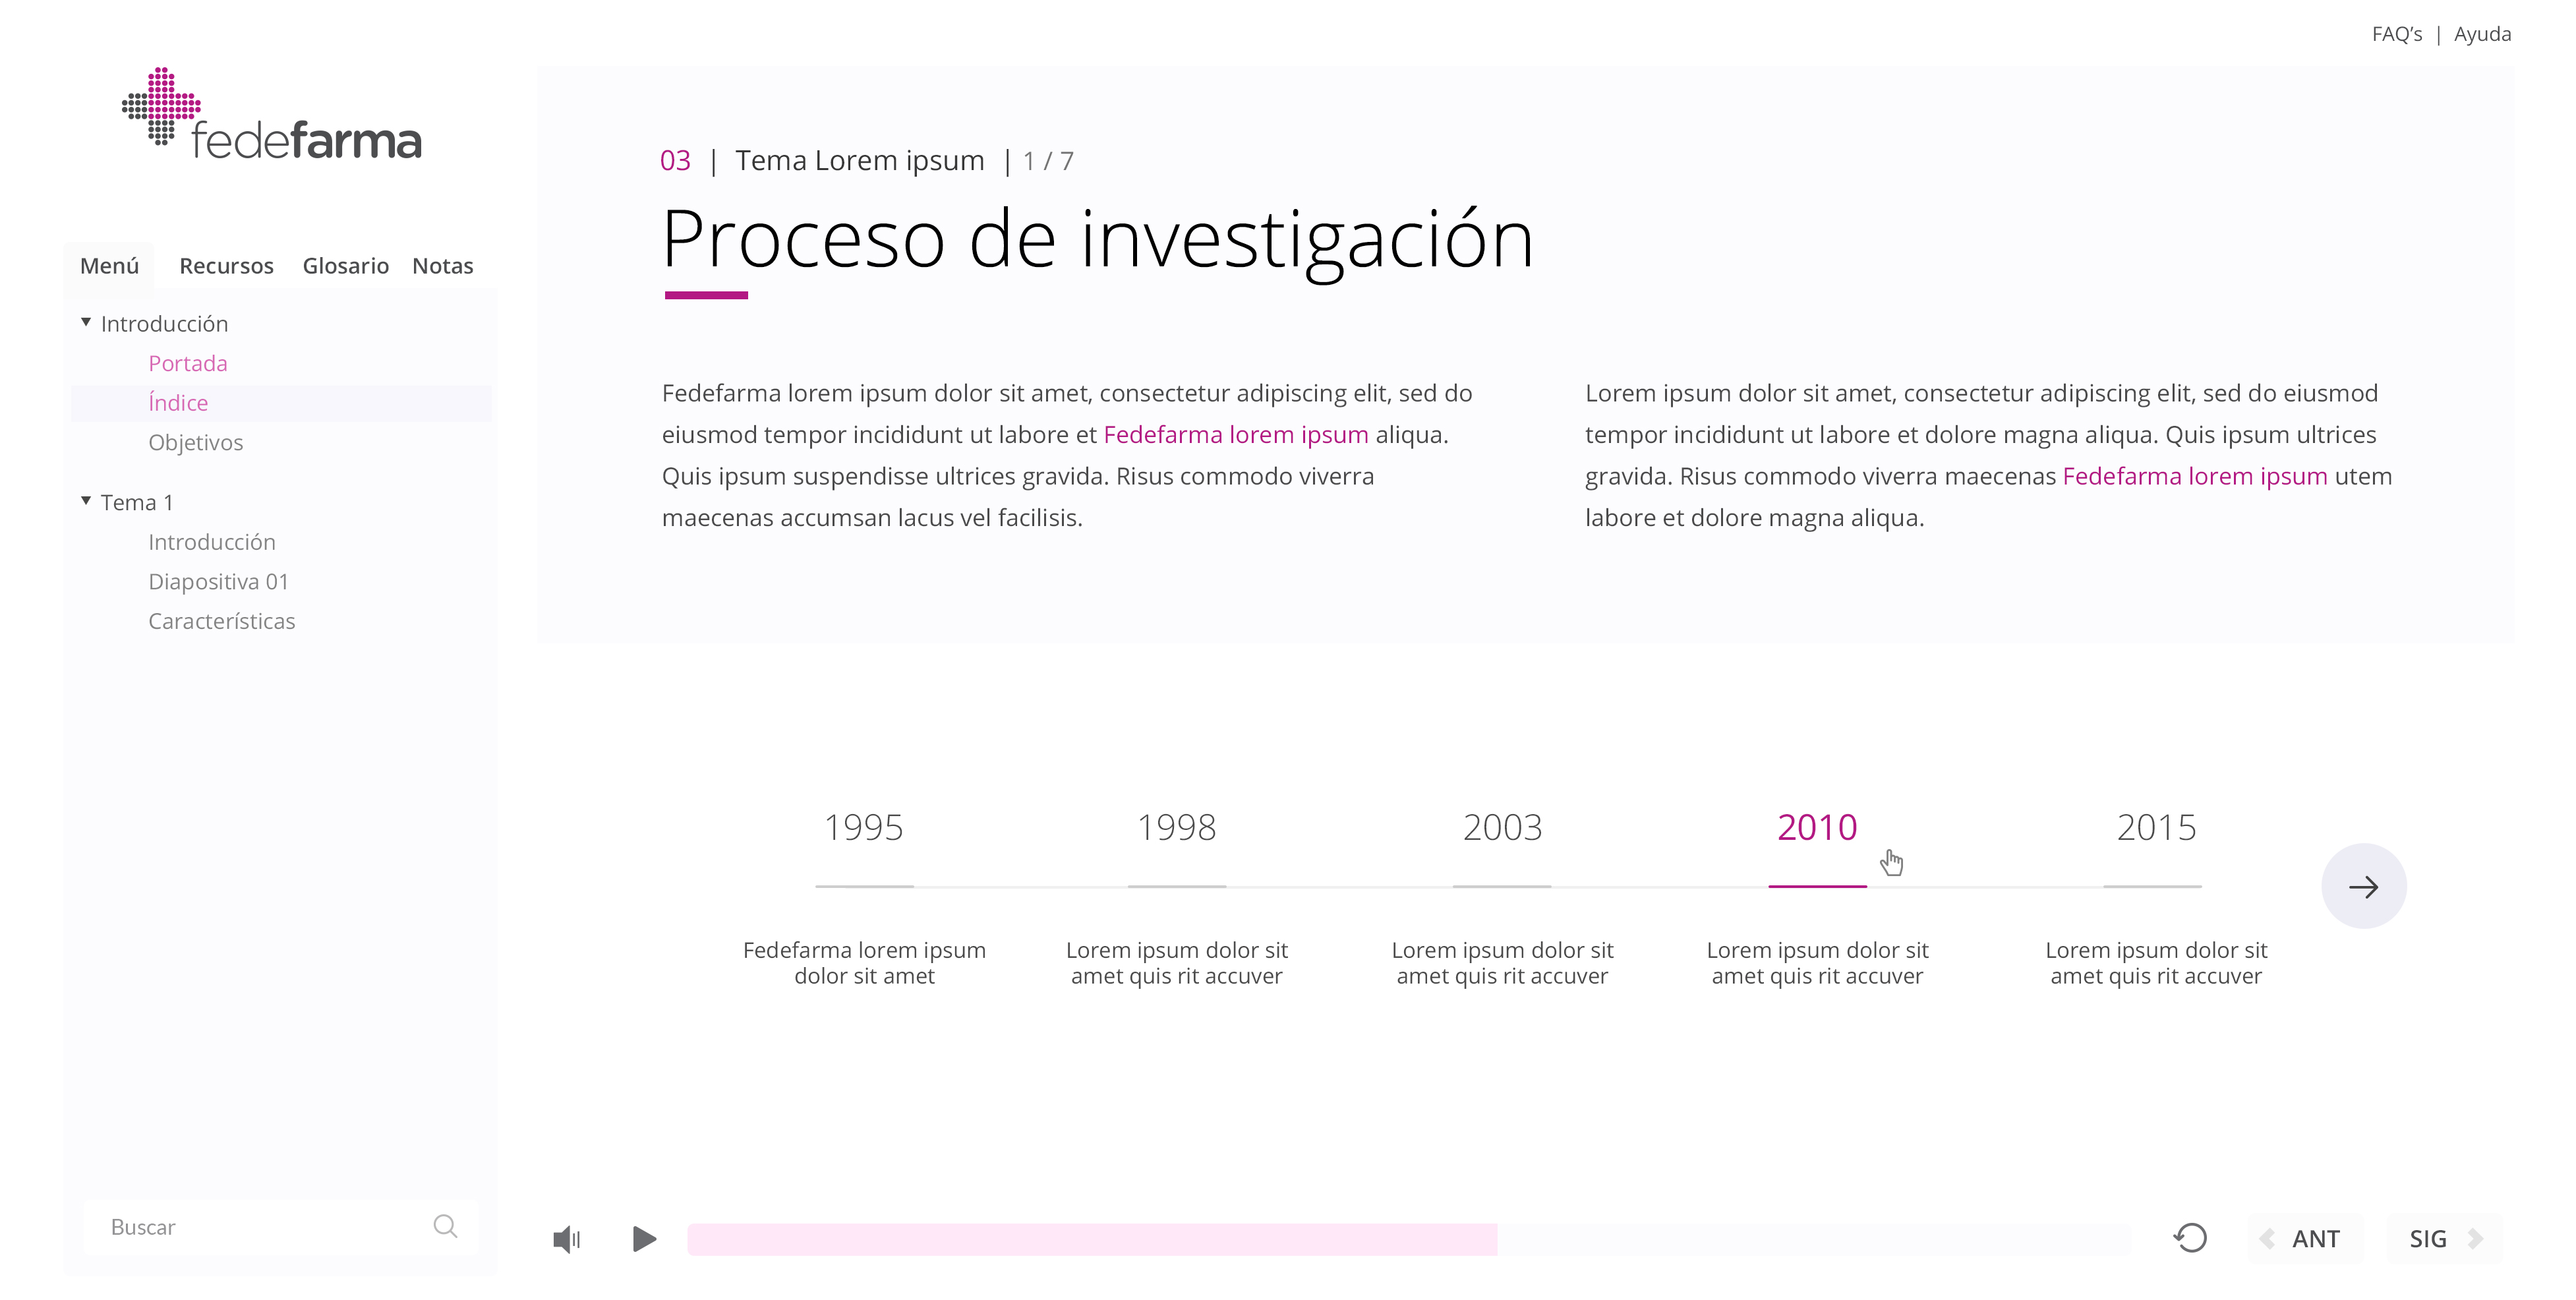 FAQ’s | Ayuda
fedefarma
Menú Recursos Glosario Notas
Introducción
Portada
Índice
Objetivos
Tema 1
Introducción
Diapositiva 01
Características
Buscar
03 | Tema Lorem ipsum | 1 / 7
Proceso de investigación
Fedefarma lorem ipsum dolor sit amet, consectetur adipiscing elit, sed do
eiusmod tempor incididunt ut labore et Fedefarma lorem ipsum aliqua.
Quis ipsum suspendisse ultrices gravida. Risus commodo viverra
maecenas accumsan lacus vel facilisis.
Lorem ipsum dolor sit amet, consectetur adipiscing elit, sed do eiusmod
tempor incididunt ut labore et dolore magna aliqua. Quis ipsum ultrices
gravida. Risus commodo viverra maecenas Fedefarma lorem ipsum utem
labore et dolore magna aliqua.
1995
Fedefarma lorem ipsum
dolor sit amet
1998
Lorem ipsum dolor sit
amet quis rit accuver
2003
Lorem ipsum dolor sit
amet quis rit accuver
2010
Lorem ipsum dolor sit
amet quis rit accuver
2015
Lorem ipsum dolor sit
amet quis rit accuver
ANT
SIG